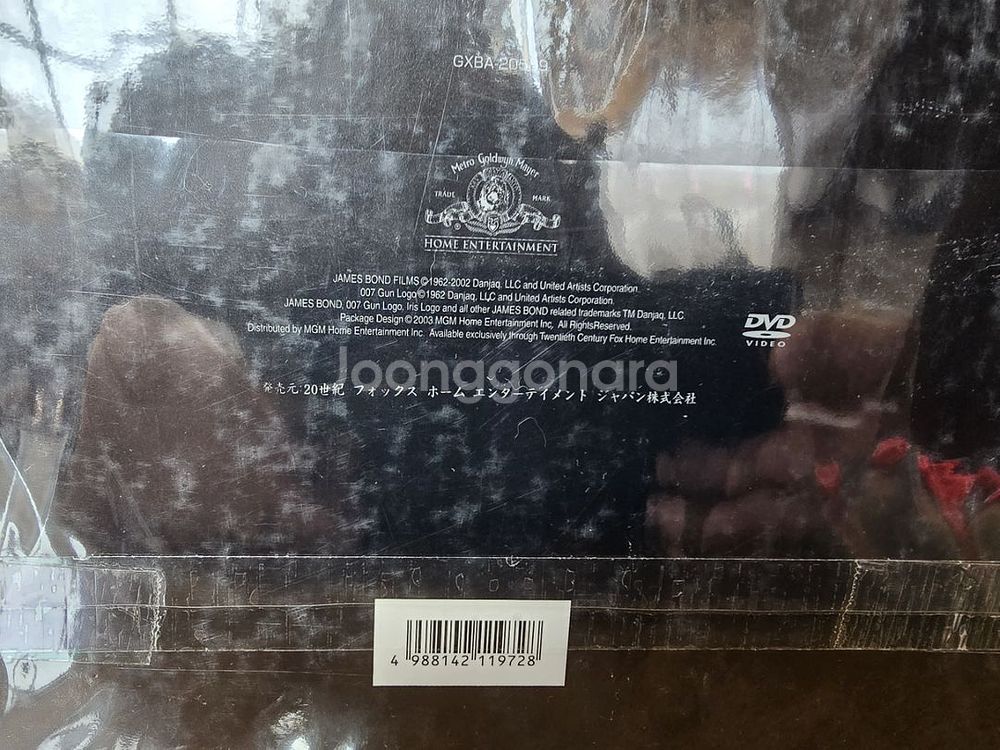 Metro Goldwyn Mayer
TRADE MARK
HOME ENTERTAINMENT
JAMES BOND FILMS ©1962-2002 Danjaq, LLC and United Artists Corporation.
007 Gun Logo ©1962 Danjaq, LLC and United Artists Corporation.
JAMES BOND, 007 Gun Logo, Iris Logo and all other JAMES BOND related trademarks TM Danjaq, LLC.
Package Design © 2003 MGM Home Entertainment Inc. All RightsReserved.
Distributed by MGM Home Entertainment Inc. Available exclusively through Twentieth Century Fox Home Entertainment Inc.
DVD
VIDEO
Joonggonara
発売元:20世紀 フォックス ホーム エンターテイメント ジャパン株式会社
4 988142 119728